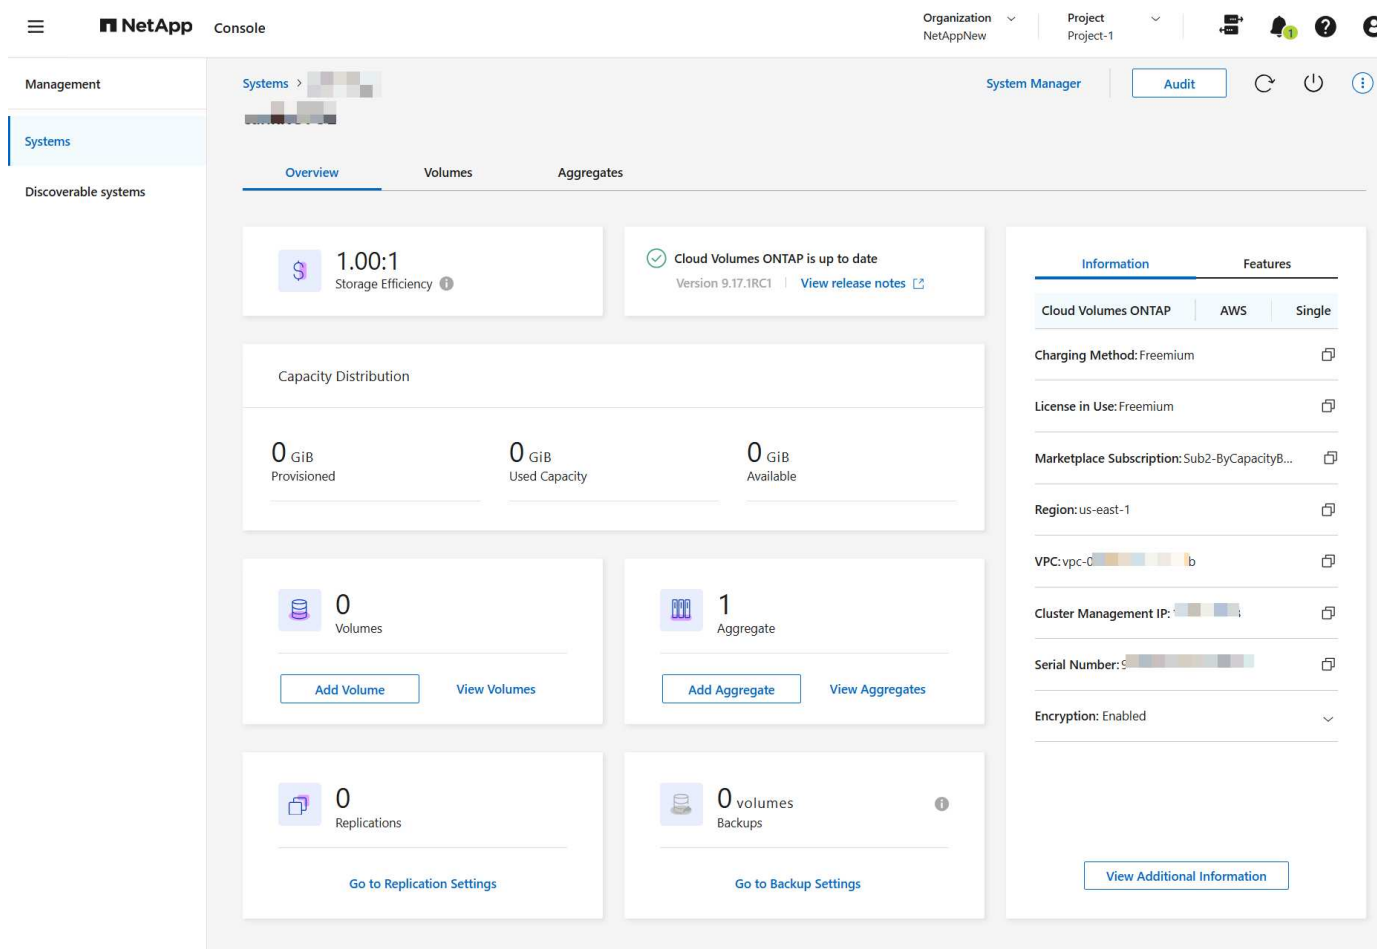 NetApp Console
Organization
NetAppNew
Project
Project-1
1
Management
Systems
Discoverable systems
Systems >
System Manager
Audit
Overview
Volumes
Aggregates
1.00:1
Storage Efficiency
Cloud Volumes ONTAP is up to date
Version 9.17.1RC1 | View release notes
Capacity Distribution
0 GiB
Provisioned
0 GiB
Used Capacity
0 GiB
Available
0
Volumes
Add Volume
View Volumes
1
Aggregate
Add Aggregate
View Aggregates
0
Replications
Go to Replication Settings
0 volumes
Backups
Go to Backup Settings
Information
Features
Cloud Volumes ONTAP
AWS
Single
Charging Method: Freemium
License in Use: Freemium
Marketplace Subscription: Sub2-ByCapacityB...
Region: us-east-1
VPC: vpc-0 b
Cluster Management IP:
Serial Number:
Encryption: Enabled
View Additional Information